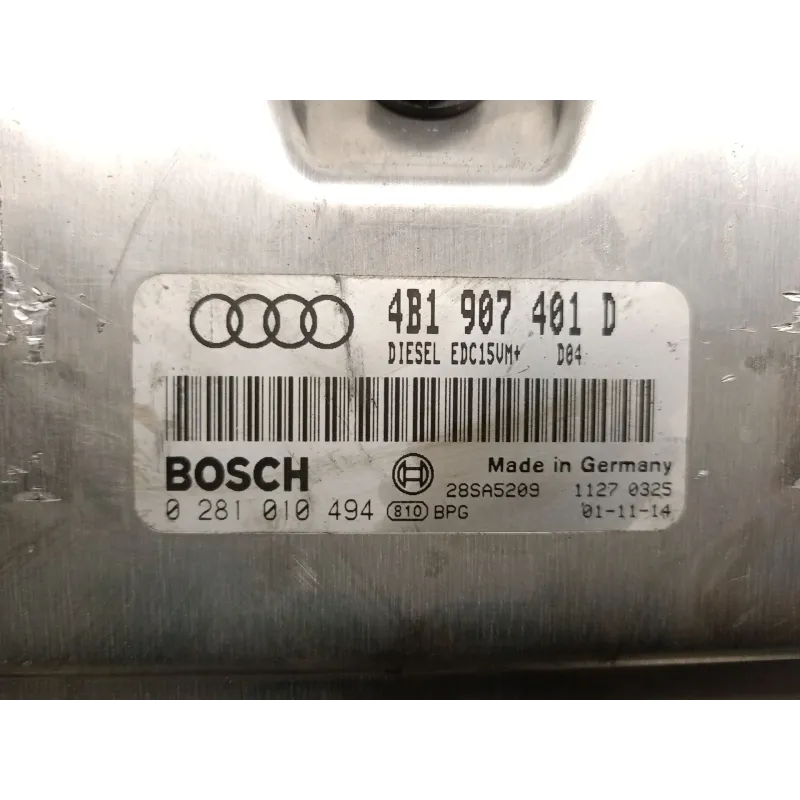 4B1 907 401 D
DIESEL EDC15VM+ D04
BOSCH
Made in Germany
28SA5209 1127 0325
0 281 010 494 810 BPG 01-11-14